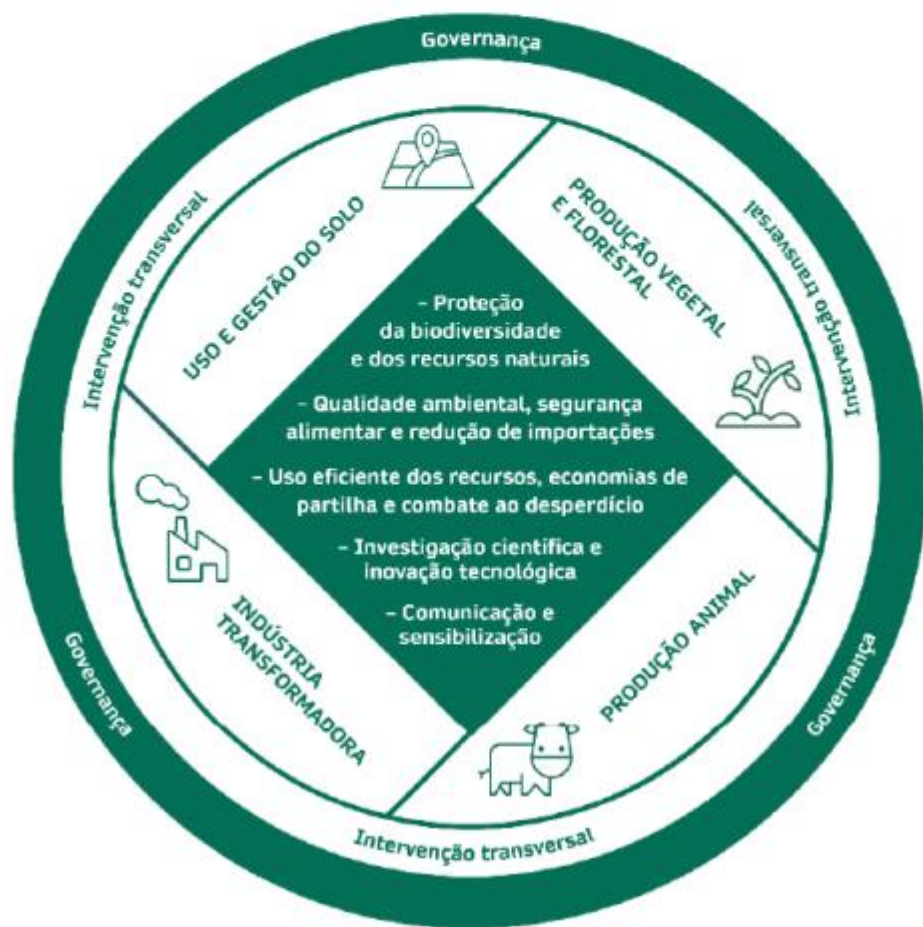 Governança
Intervenção transversal
Intervenção transversal
USO E GESTÃO DO SOLO
PRODUÇÃO VEGETAL
E FLORESTAL
– Proteção
da biodiversidade
e dos recursos naturais
– Qualidade ambiental, segurança
alimentar e redução de importações
– Uso eficiente dos recursos, economias de
partilha e combate ao desperdício
– Investigação científica e
inovação tecnológica
– Comunicação e
sensibilização
INDÚSTRIA
TRANSFORMADORA
PRODUÇÃO ANIMAL
Governança
Governança
Intervenção transversal